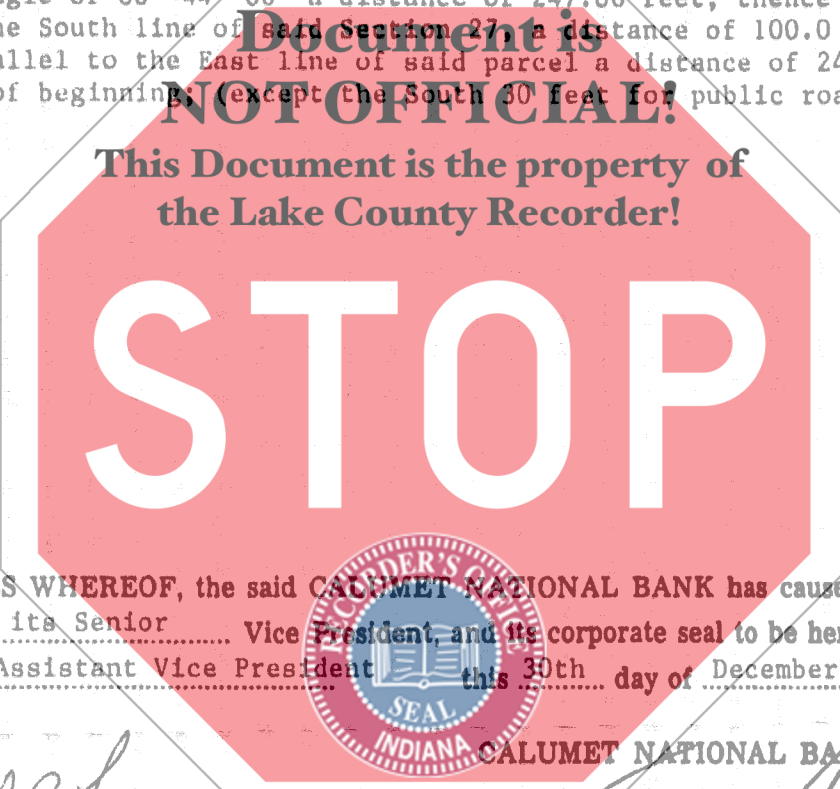 gle of 88° 44' 00" a distance of 247.00 feet, thence
he South line of said Section 27, a distance of 100.0
allel to the East line of said parcel a distance of 24
of beginning; (except the South 30 feet for public roa
Document is
NOT OFFICIAL!
This Document is the property of
the Lake County Recorder!
STOP
S WHEREOF, the said CALUMET NATIONAL BANK has cause
its Senior Vice President, and its corporate seal to be her
Assistant Vice President this 30th day of December
RECORDER'S OFFICE
SEAL
INDIANA
CALUMET NATIONAL BA